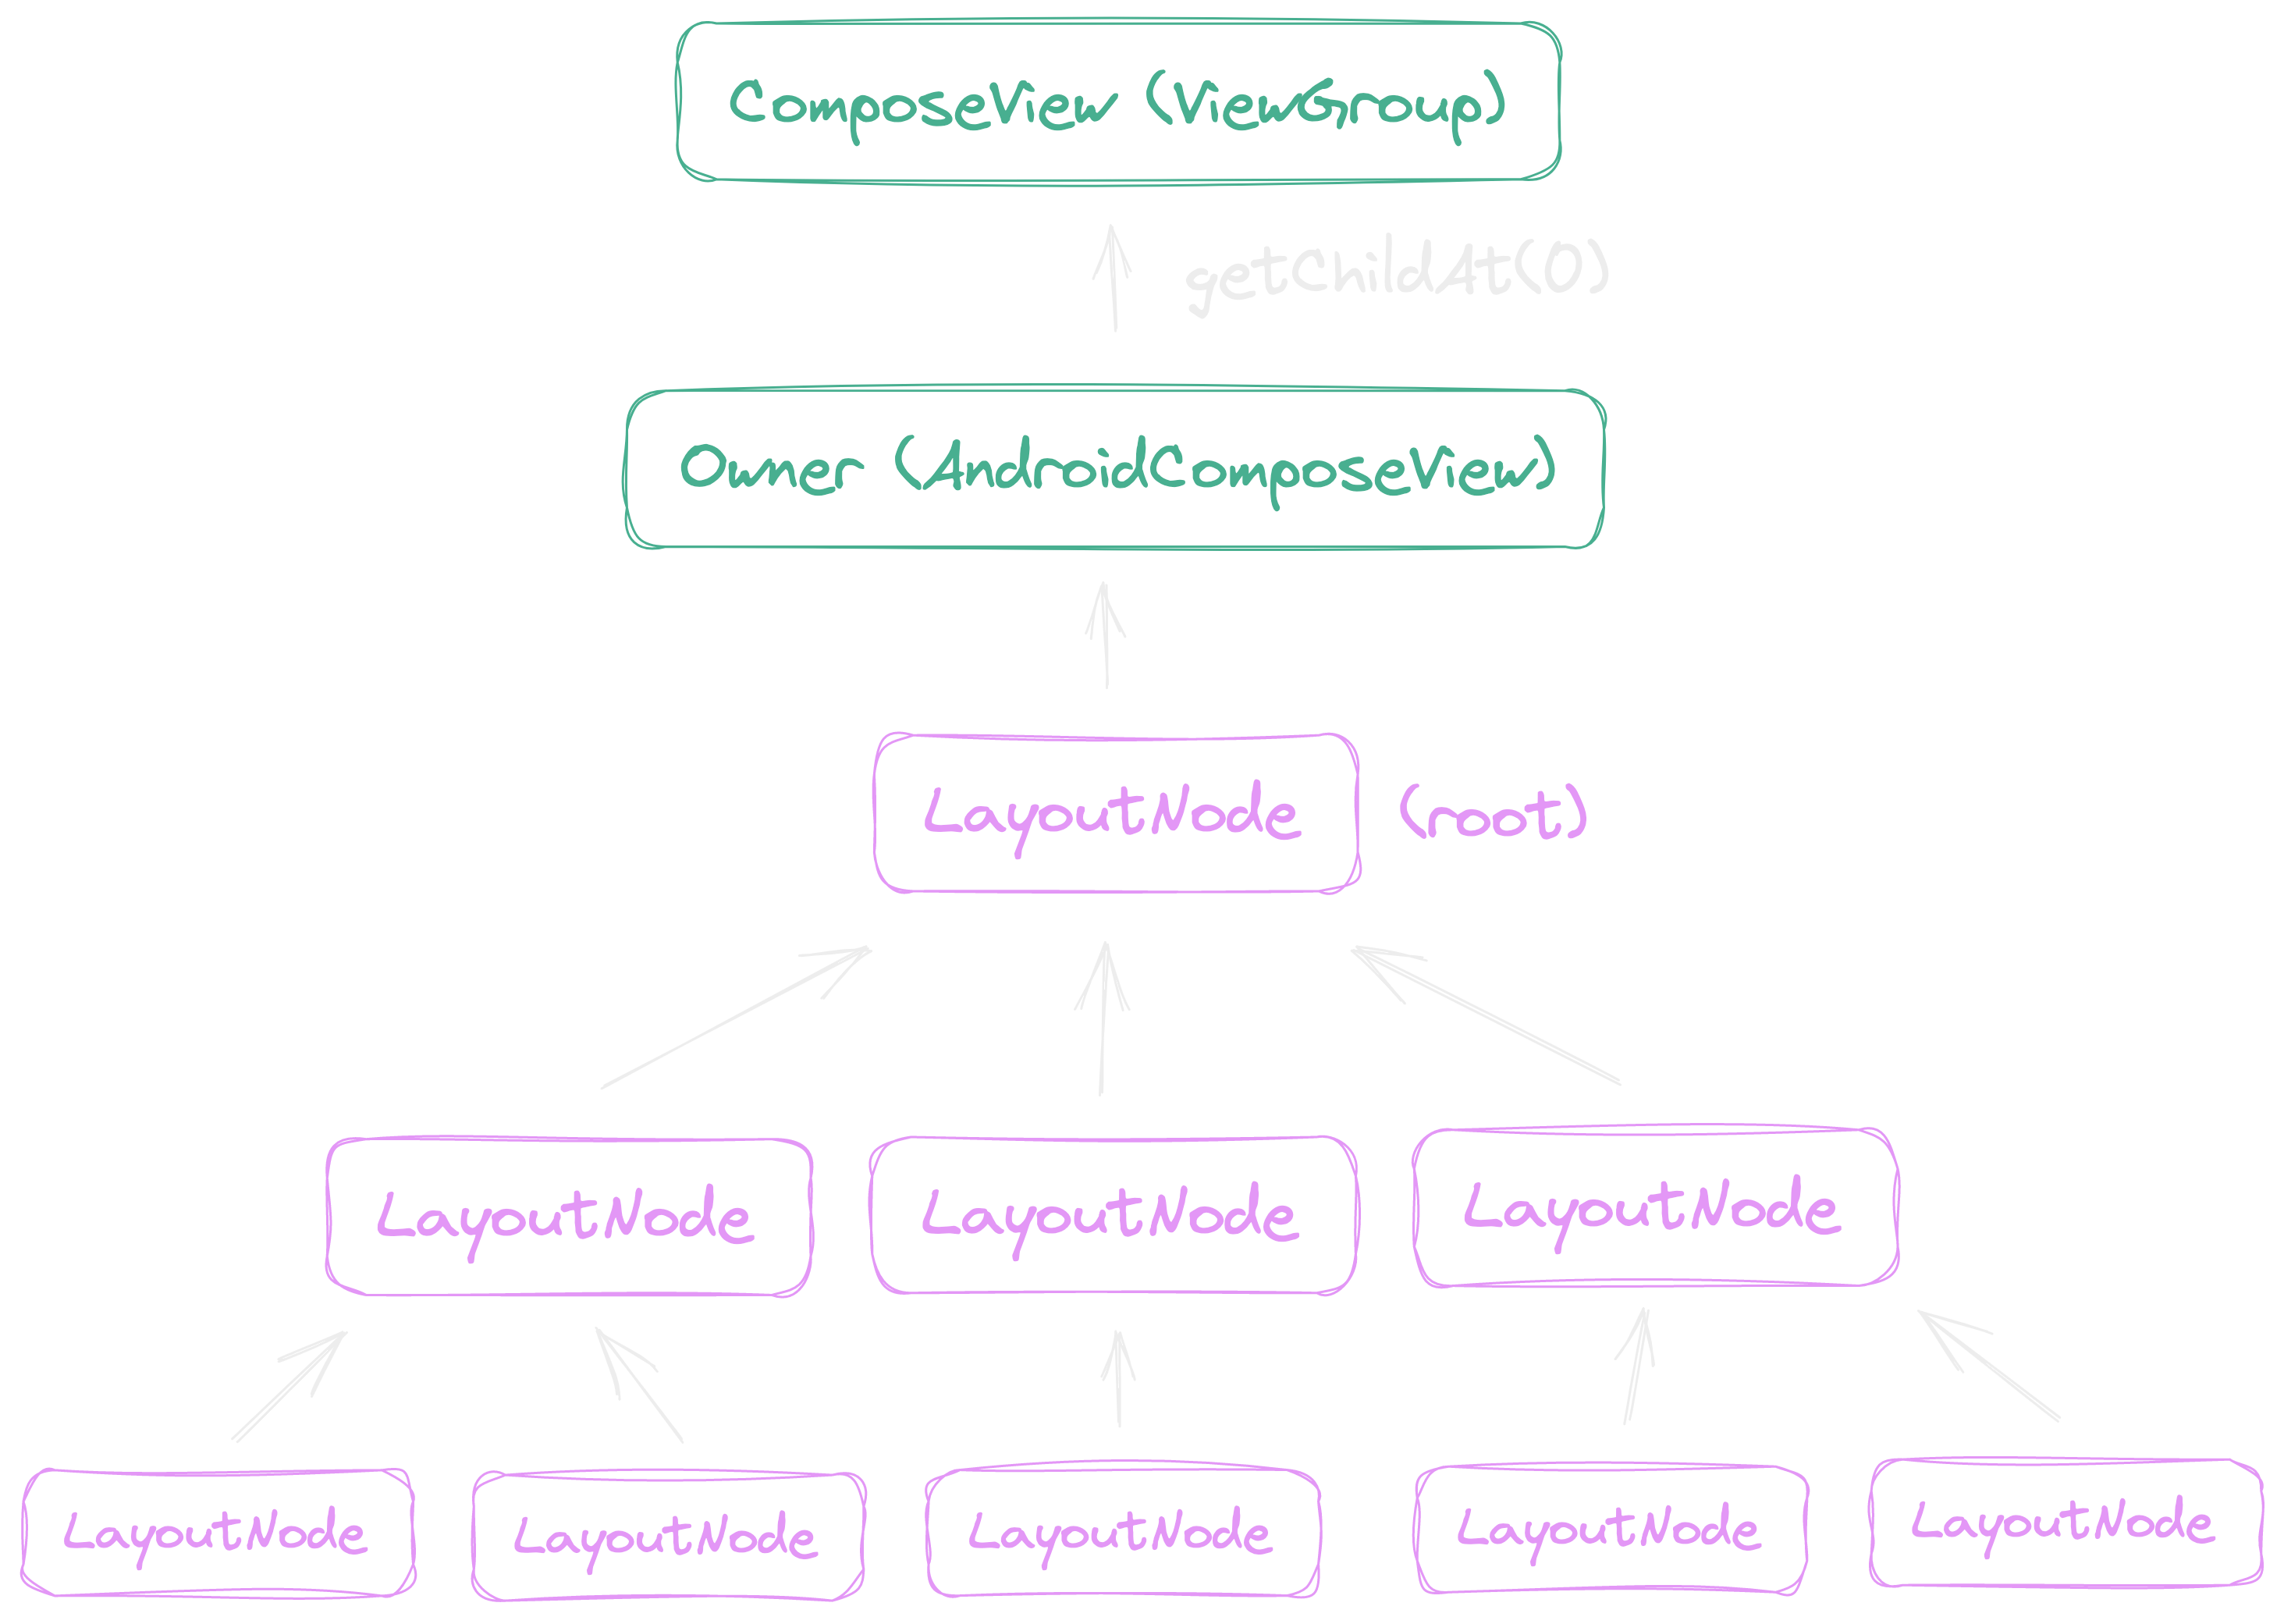 ComposeView (ViewGroup)
getChildAt(0)
Owner (AndroidComposeView)
LayoutNode (root)
LayoutNode LayoutNode LayoutNode
LayoutNode LayoutNode LayoutNode LayoutNode LayoutNode